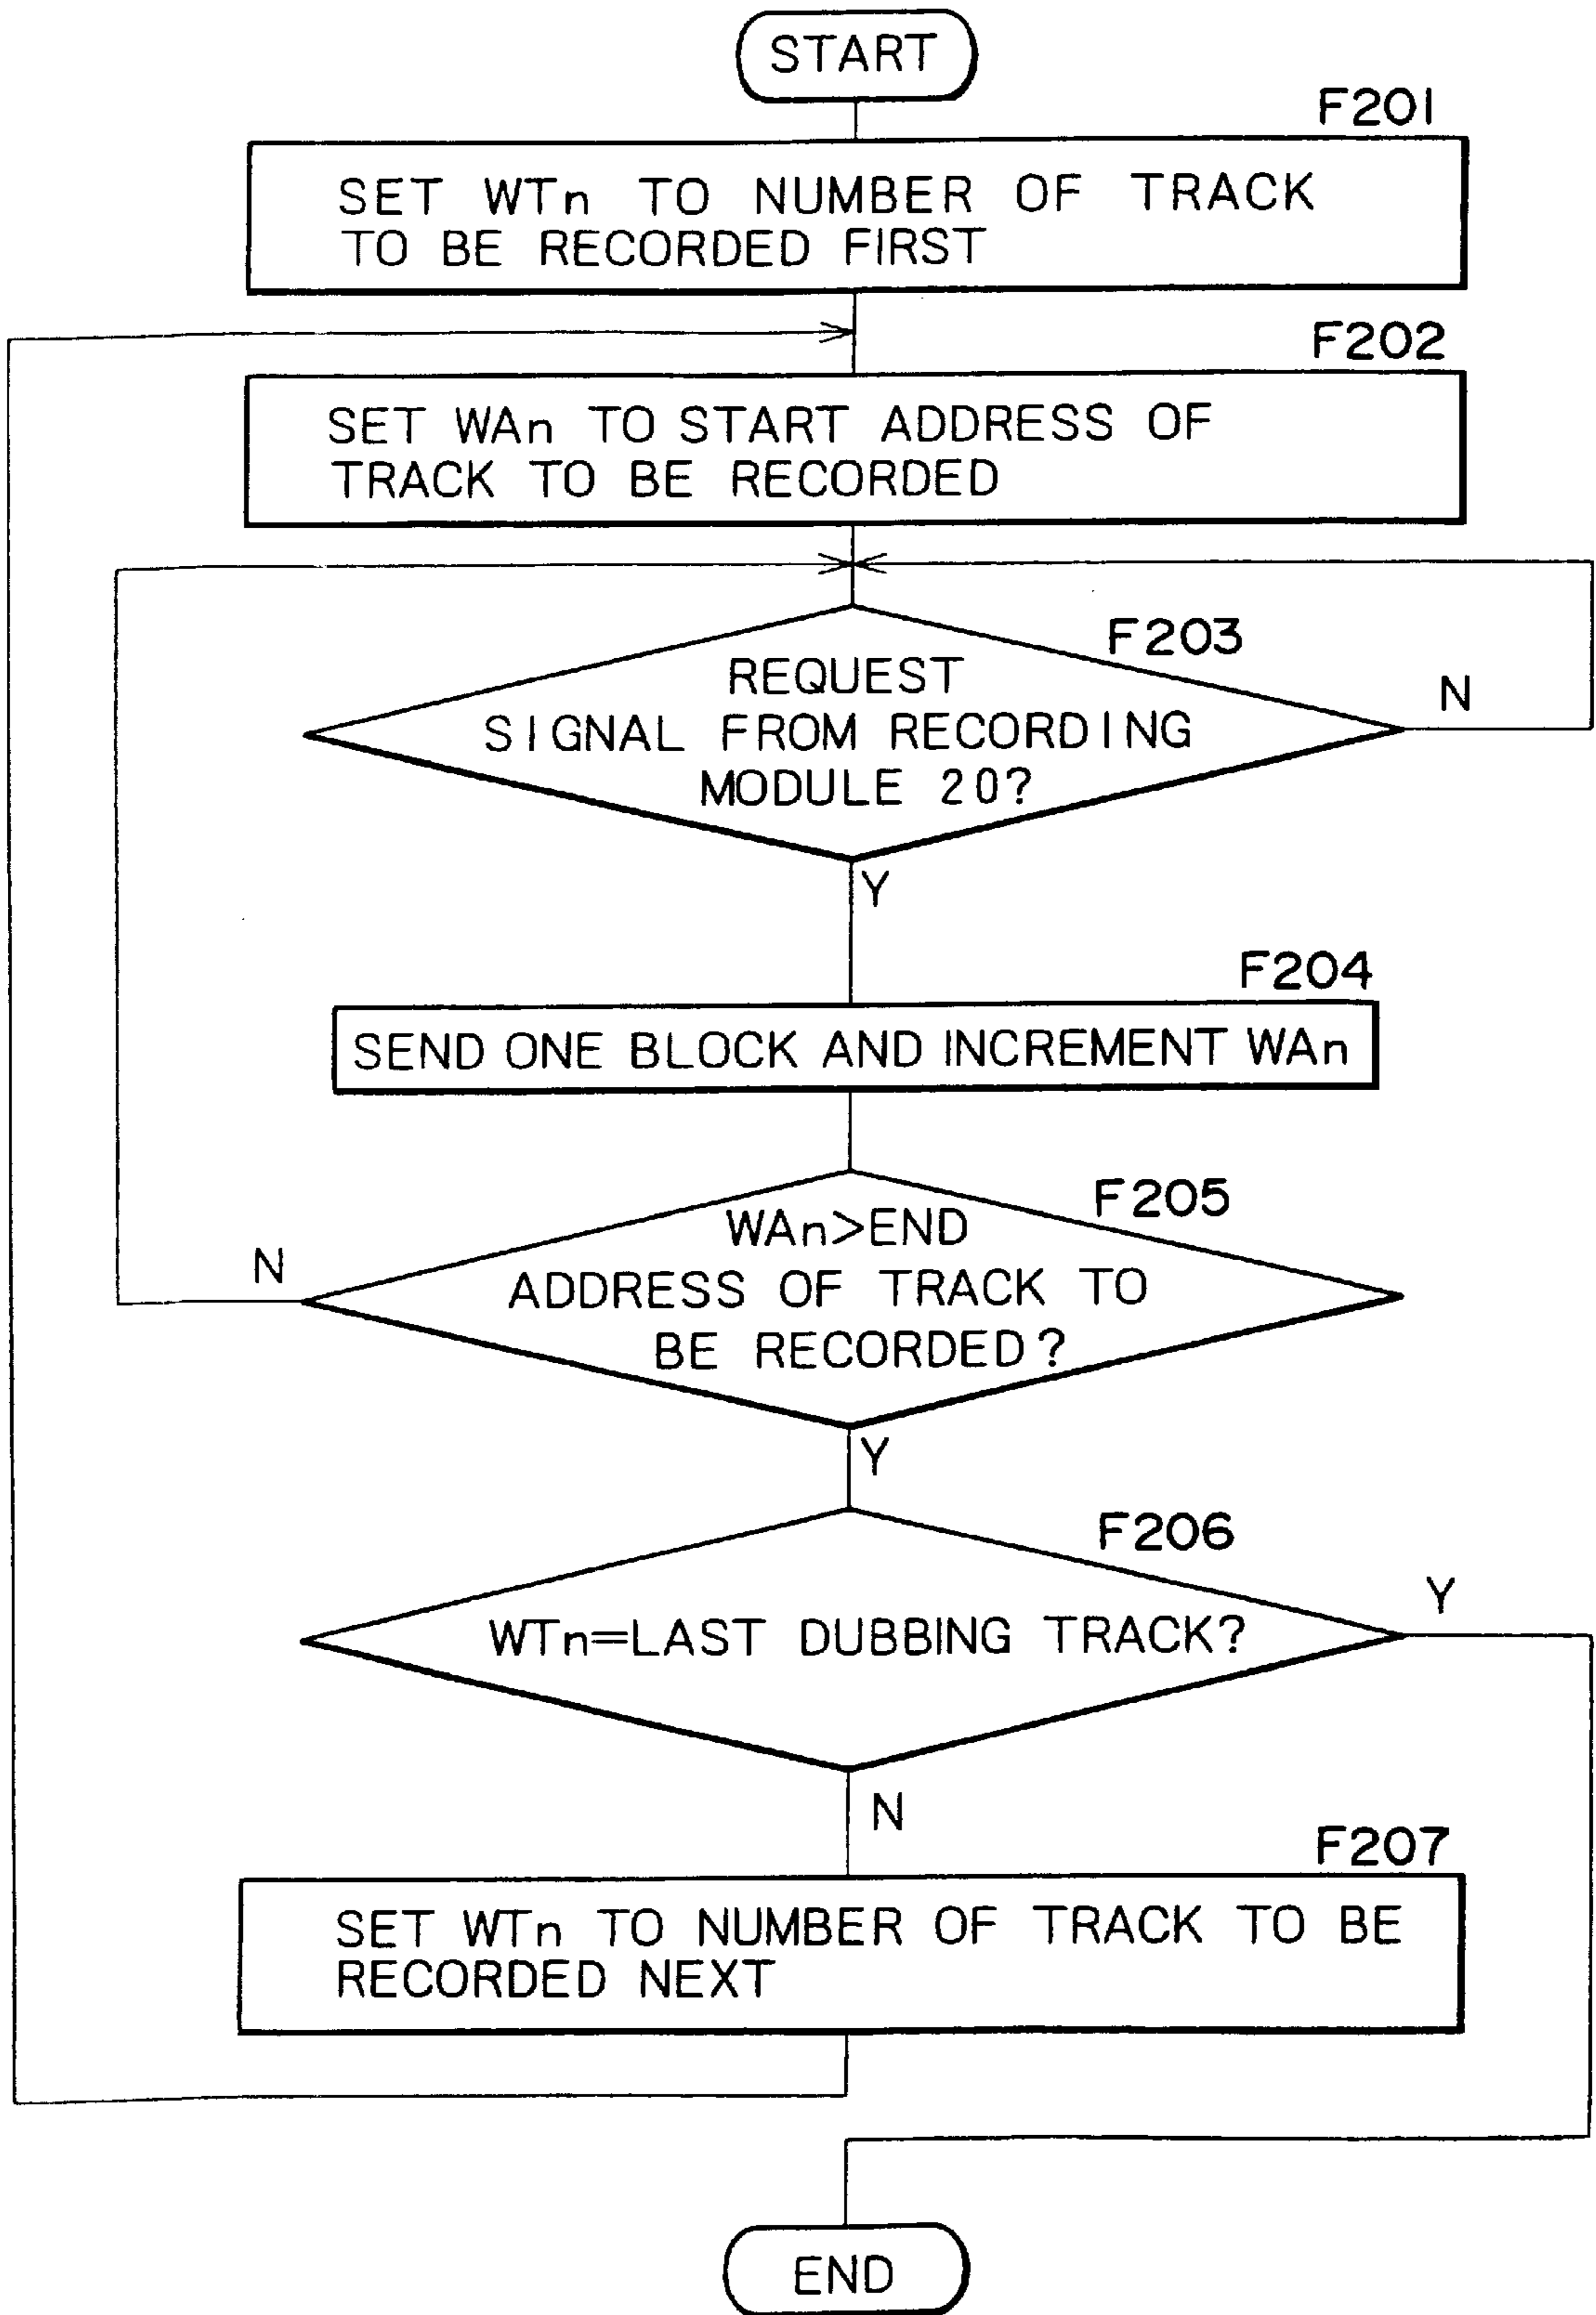 START
F201
SET WTn TO NUMBER OF TRACK
TO BE RECORDED FIRST
F202
SET WAn TO START ADDRESS OF
TRACK TO BE RECORDED
F203
REQUEST
SIGNAL FROM RECORDING
MODULE 20?
N
Y
F204
SEND ONE BLOCK AND INCREMENT WAn
F205
WAn>END
ADDRESS OF TRACK TO
BE RECORDED?
N
Y
F206
WTn=LAST DUBBING TRACK?
Y
N
F207
SET WTn TO NUMBER OF TRACK TO BE
RECORDED NEXT
END